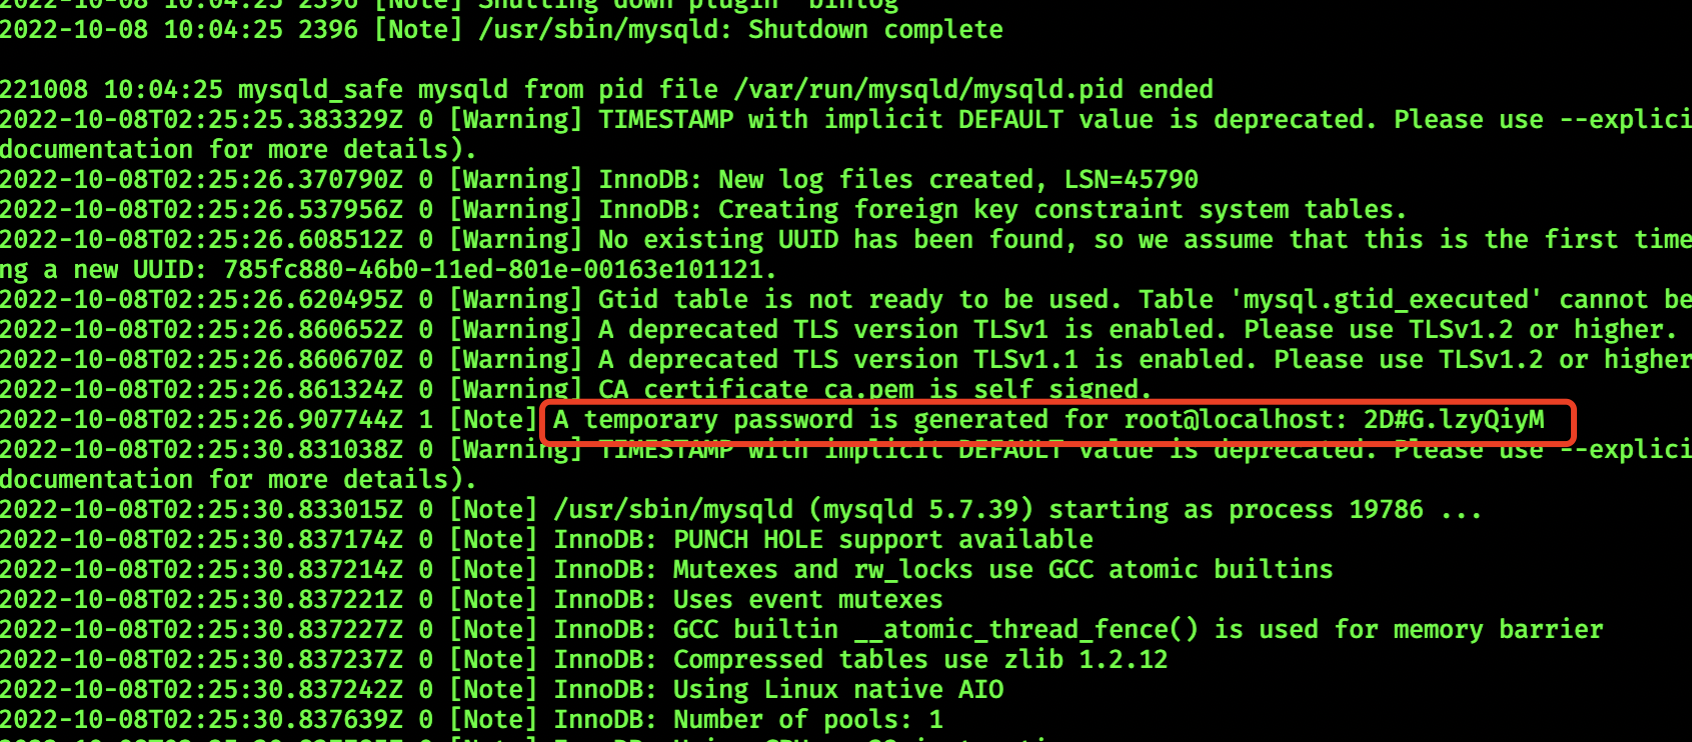 2022-10-08 10:04:25 2396 [Note] Shutting down plugin 'binlog'
2022-10-08 10:04:25 2396 [Note] /usr/sbin/mysqld: Shutdown complete
221008 10:04:25 mysqld_safe mysqld from pid file /var/run/mysqld/mysqld.pid ended
2022-10-08T02:25:25.383329Z 0 [Warning] TIMESTAMP with implicit DEFAULT value is deprecated. Please use --explici
documentation for more details).
2022-10-08T02:25:26.370790Z 0 [Warning] InnoDB: New log files created, LSN=45790
2022-10-08T02:25:26.537956Z 0 [Warning] InnoDB: Creating foreign key constraint system tables.
2022-10-08T02:25:26.608512Z 0 [Warning] No existing UUID has been found, so we assume that this is the first time
ng a new UUID: 785fc880-46b0-11ed-801e-00163e101121.
2022-10-08T02:25:26.620495Z 0 [Warning] Gtid table is not ready to be used. Table 'mysql.gtid_executed' cannot be
2022-10-08T02:25:26.860652Z 0 [Warning] A deprecated TLS version TLSv1 is enabled. Please use TLSv1.2 or higher.
2022-10-08T02:25:26.860670Z 0 [Warning] A deprecated TLS version TLSv1.1 is enabled. Please use TLSv1.2 or higher
2022-10-08T02:25:26.861324Z 0 [Warning] CA certificate ca.pem is self signed.
2022-10-08T02:25:26.907744Z 1 [Note] A temporary password is generated for root@localhost: 2D#G.lzyQiyM
2022-10-08T02:25:30.831038Z 0 [Warning] TIMESTAMP with implicit DEFAULT value is deprecated. Please use --explici
documentation for more details).
2022-10-08T02:25:30.833015Z 0 [Note] /usr/sbin/mysqld (mysqld 5.7.39) starting as process 19786 ...
2022-10-08T02:25:30.837174Z 0 [Note] InnoDB: PUNCH HOLE support available
2022-10-08T02:25:30.837214Z 0 [Note] InnoDB: Mutexes and rw_locks use GCC atomic builtins
2022-10-08T02:25:30.837221Z 0 [Note] InnoDB: Uses event mutexes
2022-10-08T02:25:30.837227Z 0 [Note] InnoDB: GCC builtin __atomic_thread_fence() is used for memory barrier
2022-10-08T02:25:30.837237Z 0 [Note] InnoDB: Compressed tables use zlib 1.2.12
2022-10-08T02:25:30.837242Z 0 [Note] InnoDB: Using Linux native AIO
2022-10-08T02:25:30.837639Z 0 [Note] InnoDB: Number of pools: 1